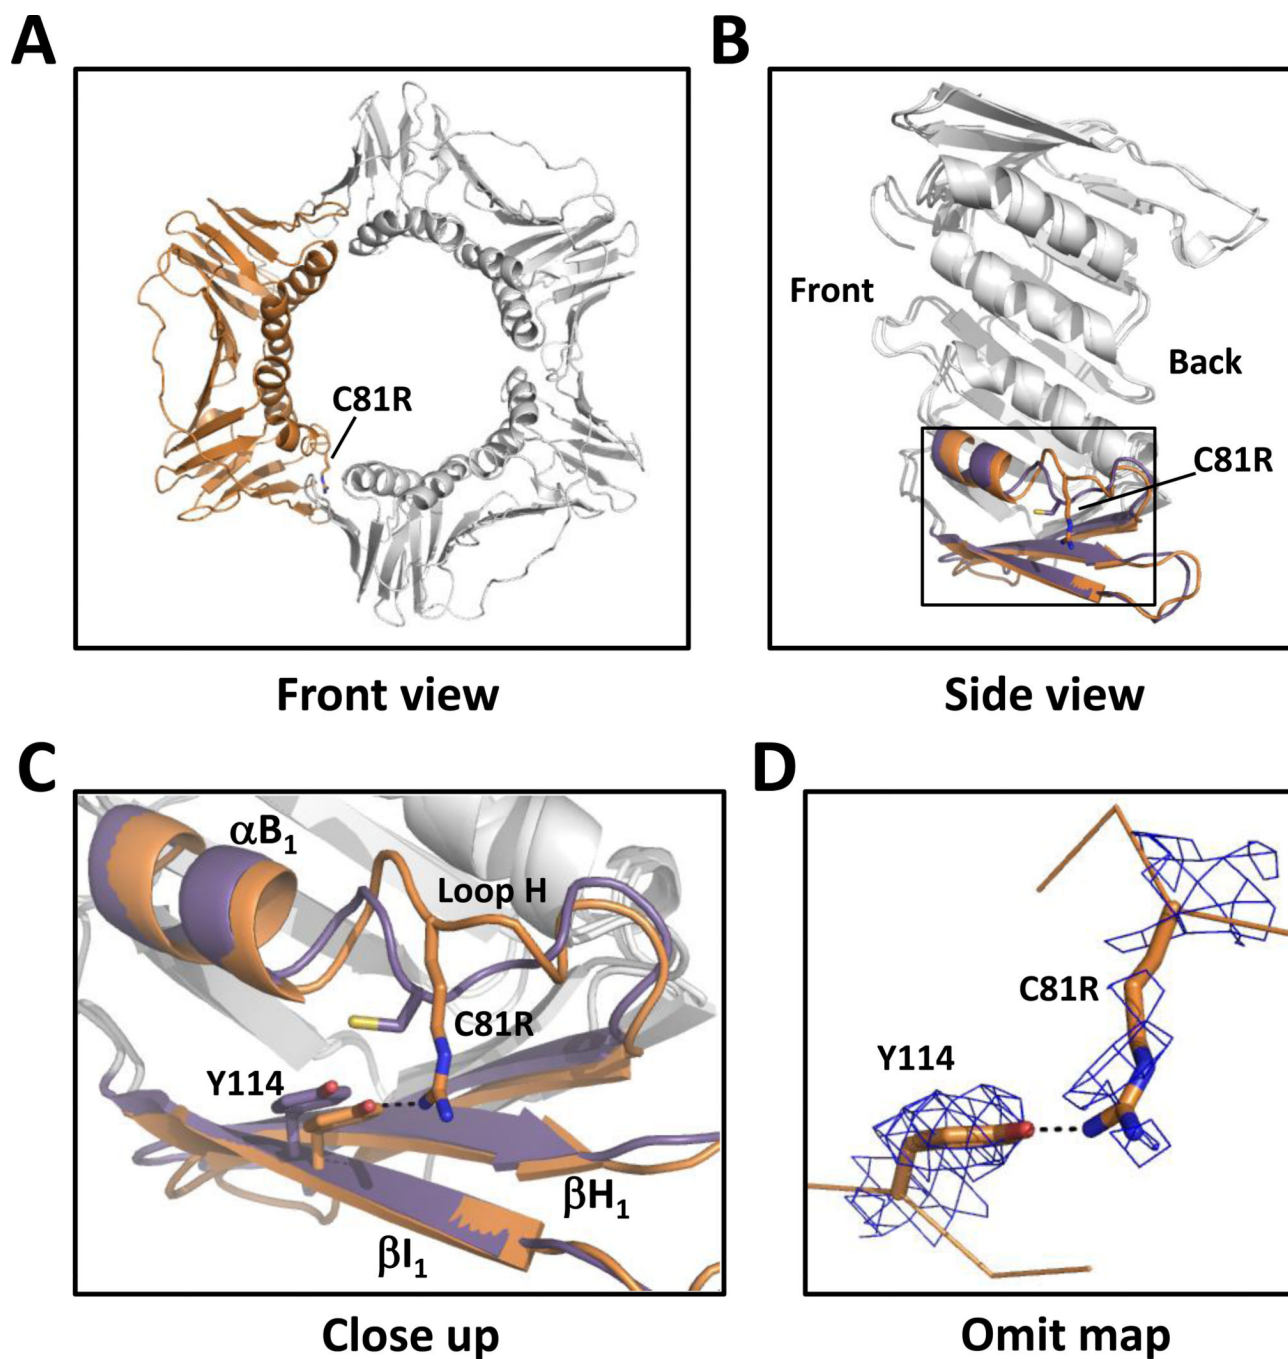 A
B
C81R
Front
Back
C81R
Front view
Side view
C
D
αB₁
Loop H
C81R
Y114
βH₁
βI₁
C81R
Y114
Close up
Omit map